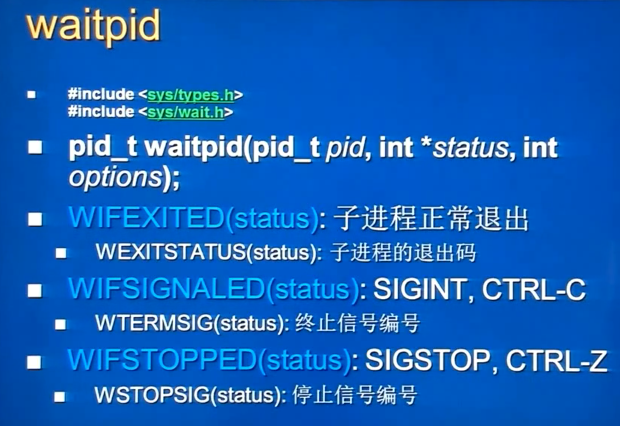 waitpid
#include <sys/types.h>
#include <sys/wait.h>
pid_t waitpid(pid_t pid, int *status, int
options);
WIFEXITED(status): 子进程正常退出
WEXITSTATUS(status): 子进程的退出码
WIFSIGNALED(status): SIGINT, CTRL-C
WTERMSIG(status): 终止信号编号
WIFSTOPPED(status): SIGSTOP, CTRL-Z
WSTOPSIG(status): 停止信号编号